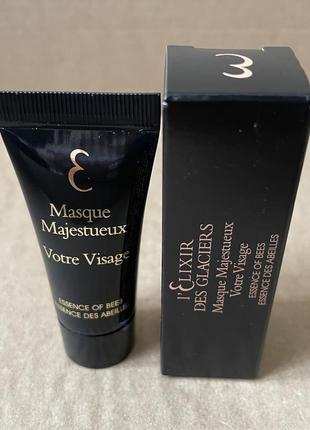 Masque
Majestueux
Votre Visage
ESSENCE OF BEES
ESSENCE DES ABEILLES
l'ELIXIR
DES GLACIERS
Masque Majestueux
Votre Visage
ESSENCE OF BEES
ESSENCE DES ABEILLES